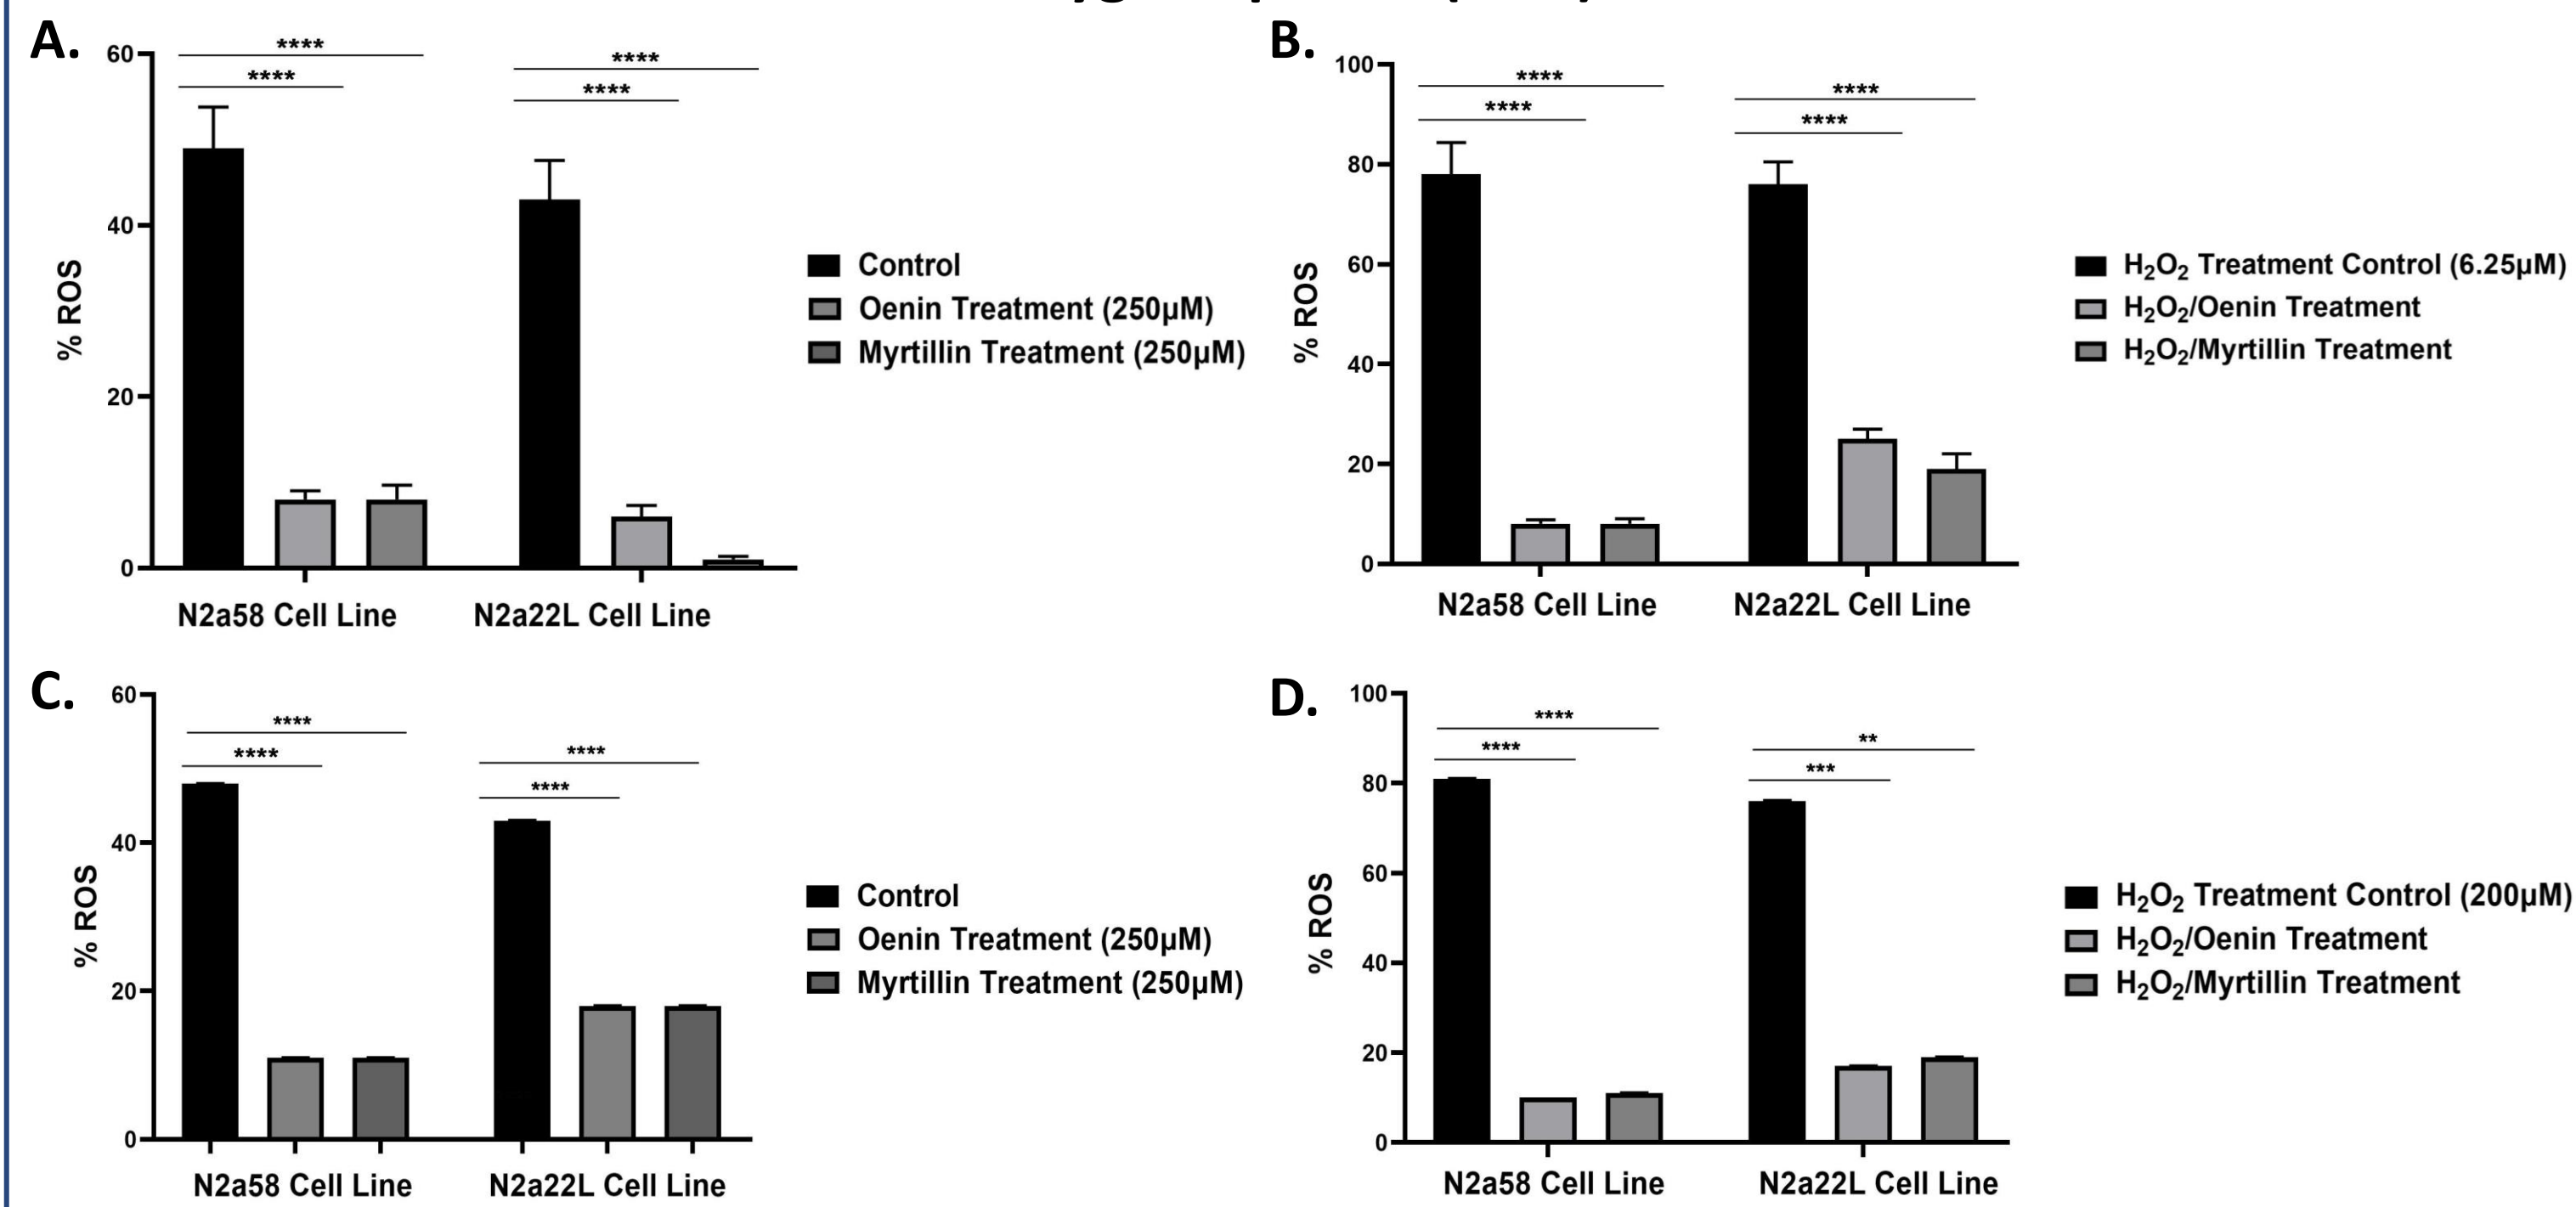 A.
60
40
20
0
% ROS
****
****
****
****
N2a58 Cell Line
N2a22L Cell Line
Control
Oenin Treatment (250µM)
Myrtillin Treatment (250µM)
B.
100
80
60
40
20
0
% ROS
****
****
****
****
N2a58 Cell Line
N2a22L Cell Line
H₂O₂ Treatment Control (6.25µM)
H₂O₂/Oenin Treatment
H₂O₂/Myrtillin Treatment
C.
60
40
20
0
% ROS
****
****
****
****
N2a58 Cell Line
N2a22L Cell Line
Control
Oenin Treatment (250µM)
Myrtillin Treatment (250µM)
D.
100
80
60
40
20
0
% ROS
****
****
**
***
N2a58 Cell Line
N2a22L Cell Line
H₂O₂ Treatment Control (200µM)
H₂O₂/Oenin Treatment
H₂O₂/Myrtillin Treatment